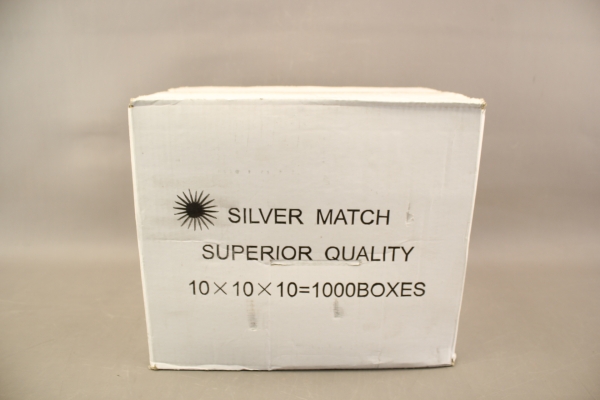 SILVER MATCH
SUPERIOR QUALITY
10×10×10=1000BOXES